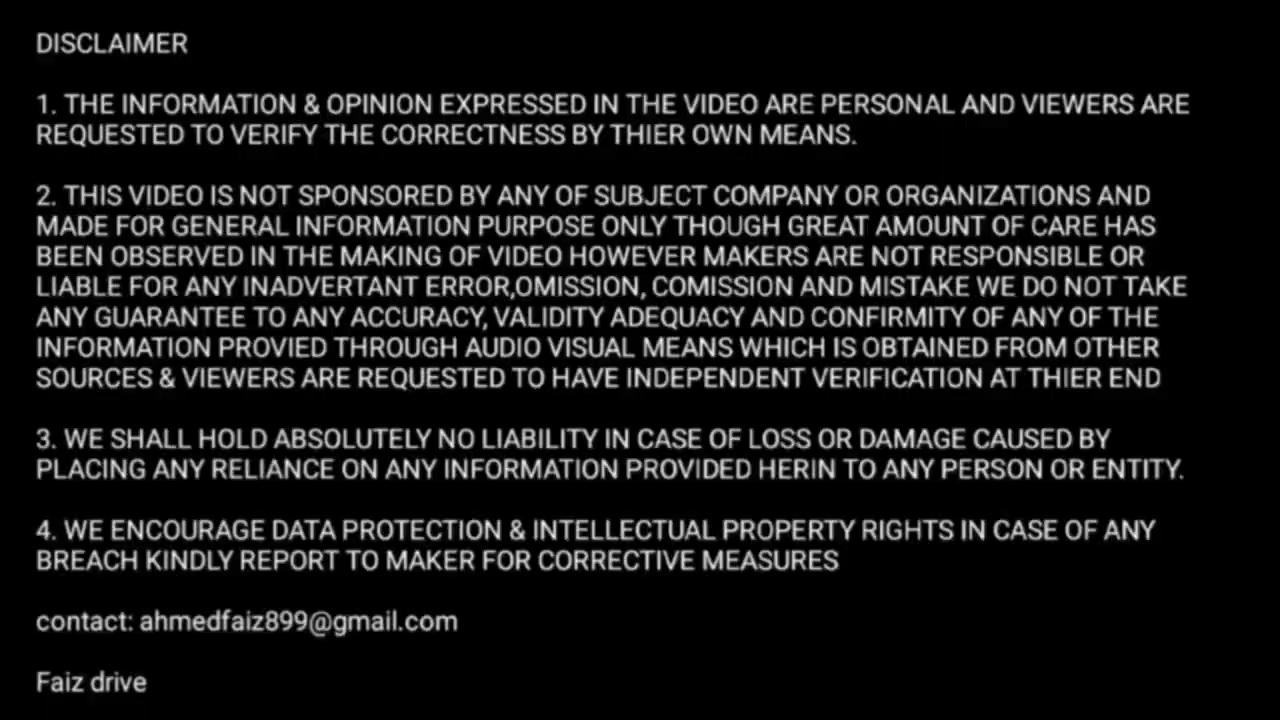 DISCLAIMER
1. THE INFORMATION & OPINION EXPRESSED IN THE VIDEO ARE PERSONAL AND VIEWERS ARE
REQUESTED TO VERIFY THE CORRECTNESS BY THIER OWN MEANS.
2. THIS VIDEO IS NOT SPONSORED BY ANY OF SUBJECT COMPANY OR ORGANIZATIONS AND
MADE FOR GENERAL INFORMATION PURPOSE ONLY THOUGH GREAT AMOUNT OF CARE HAS
BEEN OBSERVED IN THE MAKING OF VIDEO HOWEVER MAKERS ARE NOT RESPONSIBLE OR
LIABLE FOR ANY INADVERTANT ERROR,OMISSION, COMISSION AND MISTAKE WE DO NOT TAKE
ANY GUARANTEE TO ANY ACCURACY, VALIDITY ADEQUACY AND CONFIRMITY OF ANY OF THE
INFORMATION PROVIED THROUGH AUDIO VISUAL MEANS WHICH IS OBTAINED FROM OTHER
SOURCES & VIEWERS ARE REQUESTED TO HAVE INDEPENDENT VERIFICATION AT THIER END
3. WE SHALL HOLD ABSOLUTELY NO LIABILITY IN CASE OF LOSS OR DAMAGE CAUSED BY
PLACING ANY RELIANCE ON ANY INFORMATION PROVIDED HERIN TO ANY PERSON OR ENTITY.
4. WE ENCOURAGE DATA PROTECTION & INTELLECTUAL PROPERTY RIGHTS IN CASE OF ANY
BREACH KINDLY REPORT TO MAKER FOR CORRECTIVE MEASURES
contact: ahmedfaiz899@gmail.com
Faiz drive